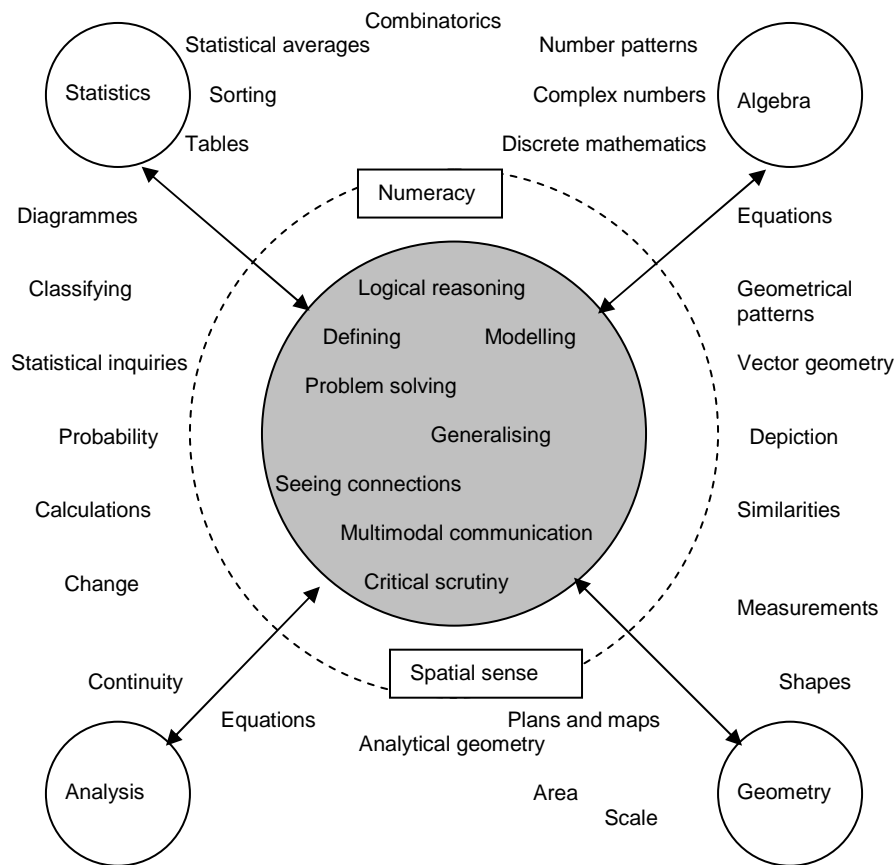 Combinatorics
Statistical averages
Number patterns
Statistics
Sorting
Complex numbers
Algebra
Tables
Discrete mathematics
Numeracy
Diagrammes
Equations
Classifying
Logical reasoning
Geometrical
patterns
Defining
Modelling
Statistical inquiries
Vector geometry
Problem solving
Probability
Generalising
Depiction
Seeing connections
Calculations
Similarities
Multimodal communication
Change
Critical scrutiny
Measurements
Continuity
Spatial sense
Shapes
Equations
Plans and maps
Analytical geometry
Analysis
Area
Geometry
Scale